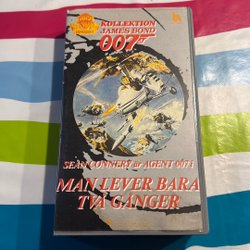 KOLLEKTION
JAMES BOND
007
SEAN CONNERY är AGENT 007 i
MAN LEVER BARA
TVÅ GÅNGER